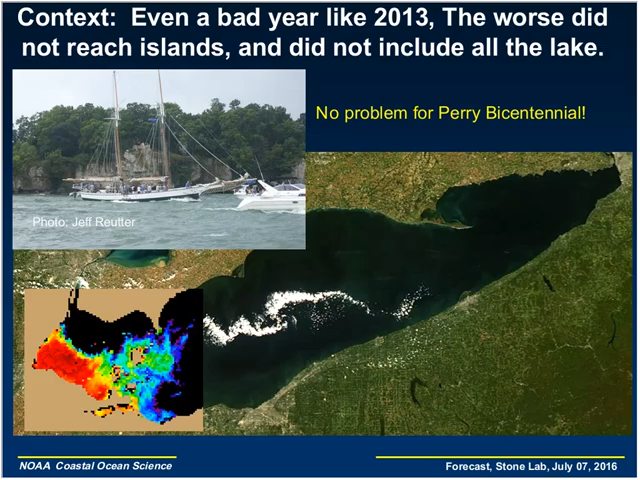 Context:  Even a bad year like 2013, The worse did
not reach islands, and did not include all the lake.
No problem for Perry Bicentennial!
Photo: Jeff Reutter
NOAA  Coastal Ocean Science
Forecast, Stone Lab, July 07, 2016